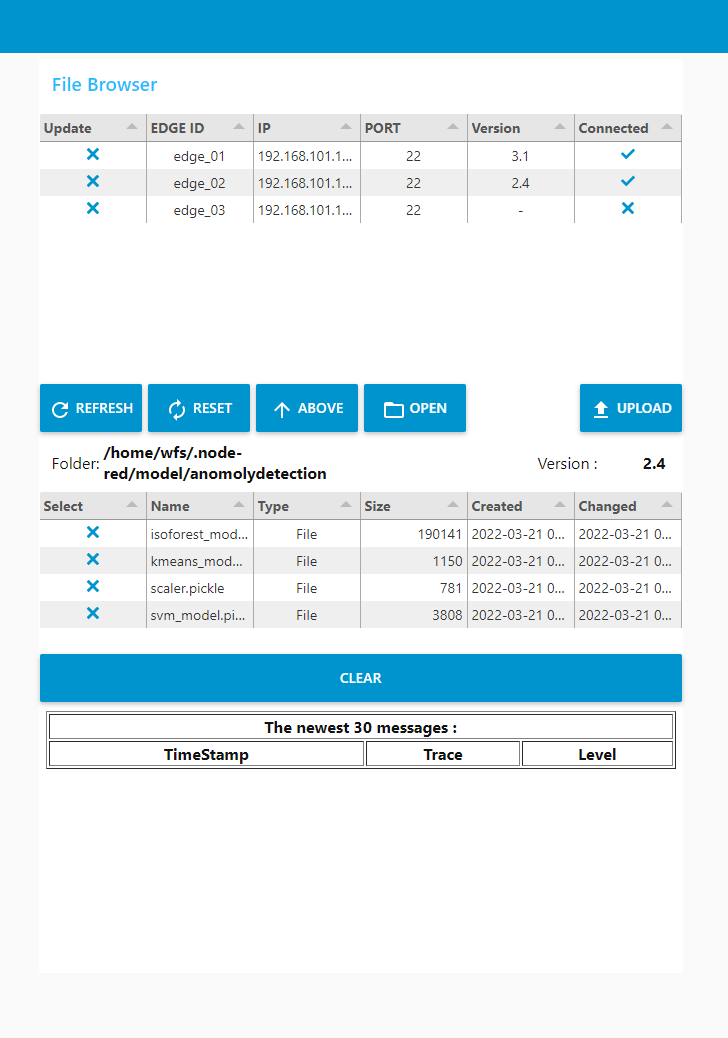 File Browser
Update EDGE ID IP PORT Version Connected
edge_01 192.168.101.1... 22 3.1
edge_02 192.168.101.1... 22 2.4
edge_03 192.168.101.1... 22 -
REFRESH RESET ABOVE OPEN UPLOAD
Folder: /home/wfs/.node-
red/model/anomolydetection
Version : 2.4
Select Name Type Size Created Changed
isoforest_mod... File 190141 2022-03-21 0... 2022-03-21 0...
kmeans_mod... File 1150 2022-03-21 0... 2022-03-21 0...
scaler.pickle File 781 2022-03-21 0... 2022-03-21 0...
svm_model.pi... File 3808 2022-03-21 0... 2022-03-21 0...
CLEAR
The newest 30 messages :
TimeStamp Trace Level